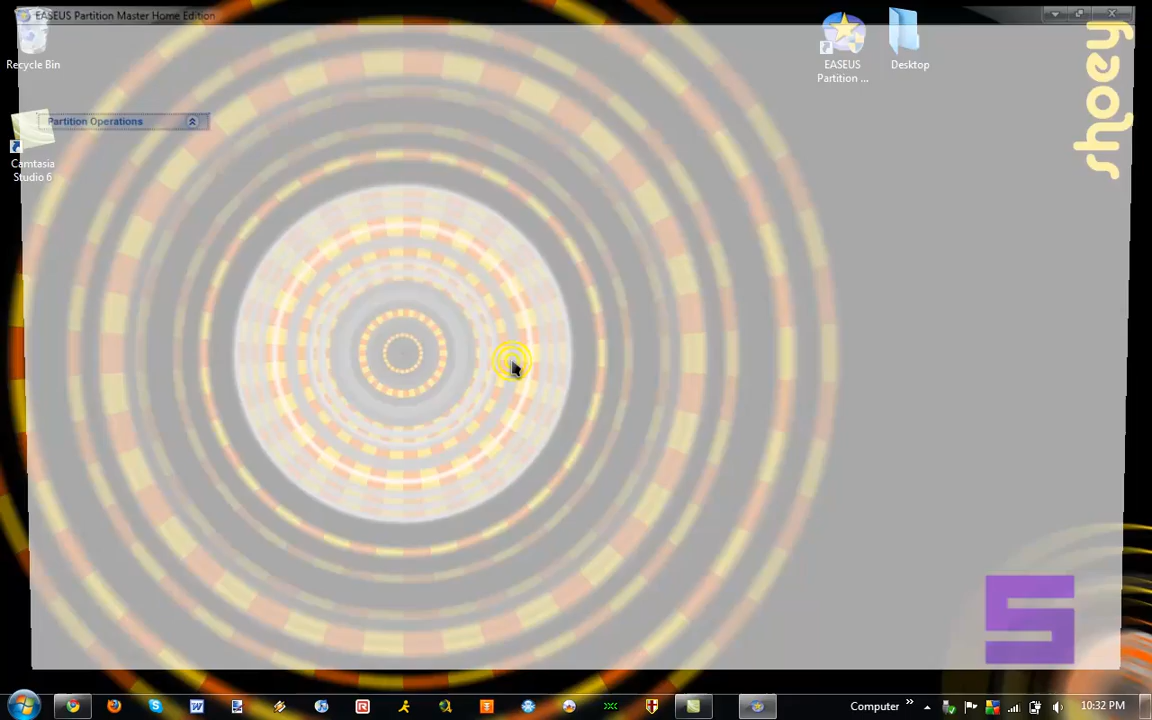 EASEUS Partition Master Home Edition
Recycle Bin
EASEUS
Partition ...
Desktop
shoey
Partition Operations
Camtasia
Studio 6
S
Computer
10:32 PM